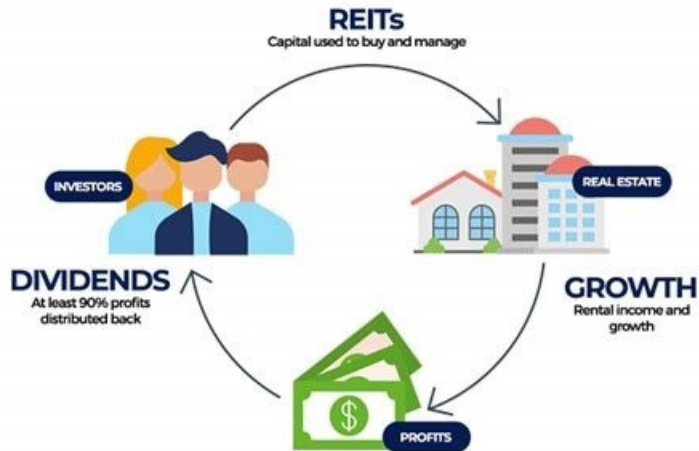 REITs
Capital used to buy and manage
INVESTORS
REAL ESTATE
DIVIDENDS
At least 90% profits
distributed back
GROWTH
Rental income and
growth
$
PROFITS